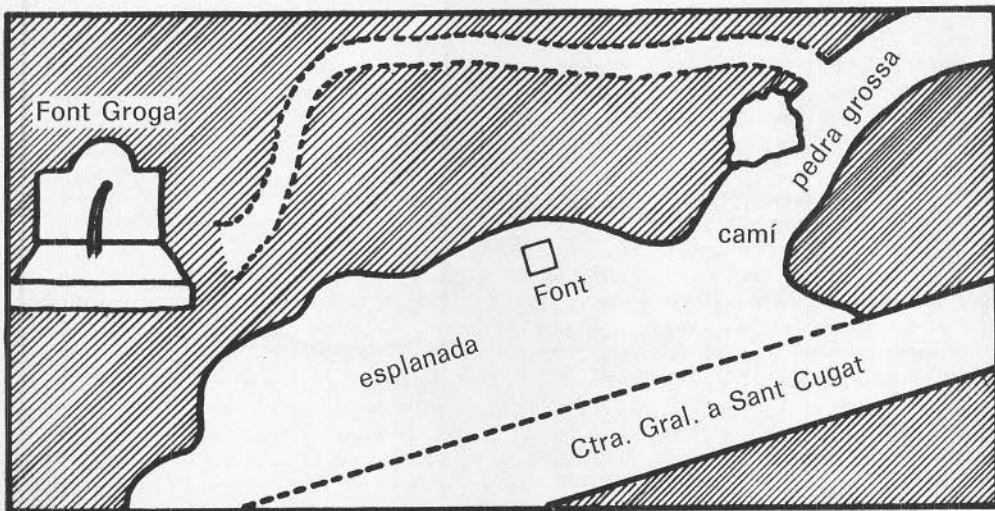 Font Groga
pedra grossa
camí
Font
esplanada
Ctra. Gral. a Sant Cugat